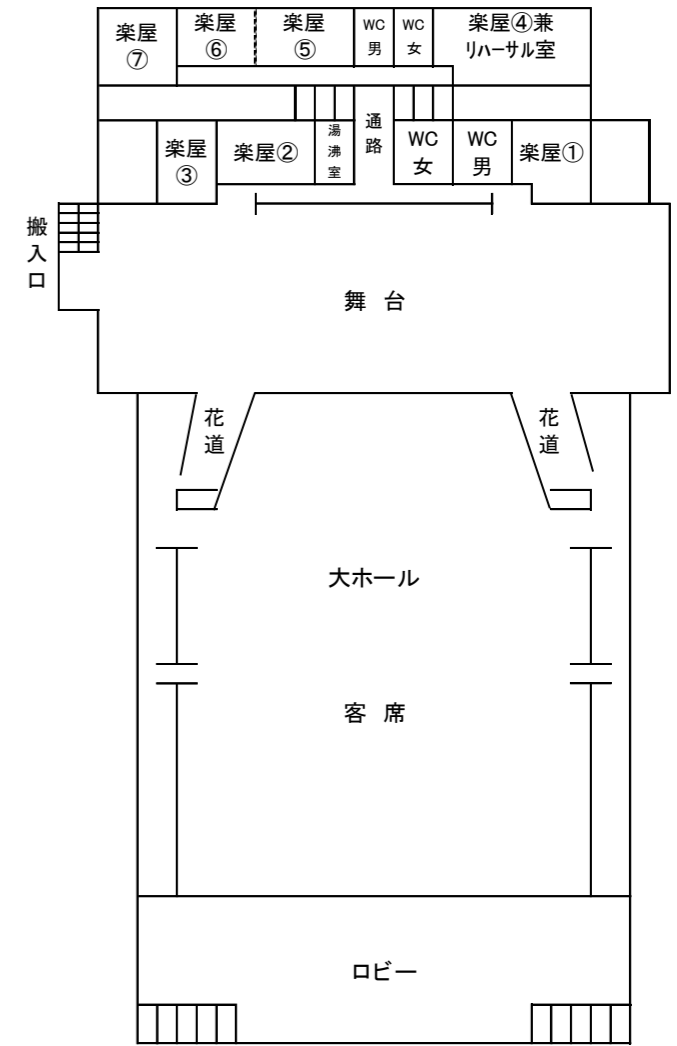 楽屋
⑦
楽屋
⑥
楽屋
⑤
WC
男
WC
女
楽屋④兼
リハーサル室
楽屋
③
楽屋②
湯
沸
室
通
路
WC
女
WC
男
楽屋①
搬
入
口
舞 台
花
道
花
道
大ホール
客 席
ロビー